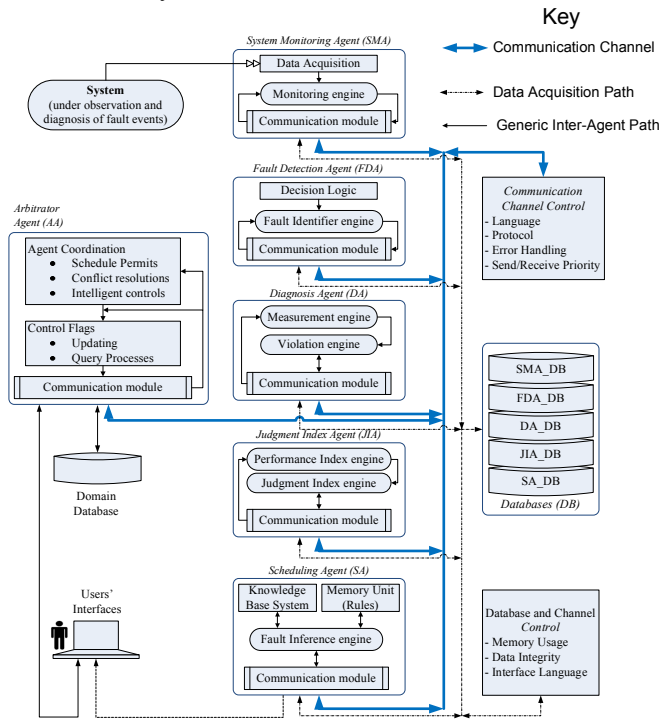 Key
Communication Channel
Data Acquisition Path
Generic Inter-Agent Path
System Monitoring Agent (SMA)
Data Acquisition
Monitoring engine
Communication module
System
(under observation and
diagnosis of fault events)
Fault Detection Agent (FDA)
Decision Logic
Fault Identifier engine
Communication module
Communication
Channel Control
- Language
- Protocol
- Error Handling
- Send/Receive Priority
Arbitrator
Agent (AA)
Agent Coordination
● Schedule Permits
● Conflict resolutions
● Intelligent controls
Control Flags
● Updating
● Query Processes
Communication module
Domain
Database
Diagnosis Agent (DA)
Measurement engine
Violation engine
Communication module
SMA_DB
FDA_DB
DA_DB
JIA_DB
SA_DB
Databases (DB)
Judgment Index Agent (JIA)
Performance Index engine
Judgment Index engine
Communication module
Scheduling Agent (SA)
Knowledge
Base System
Memory Unit
(Rules)
Fault Inference engine
Communication module
Users'
Interfaces
Database and Channel
Control
- Memory Usage
- Data Integrity
- Interface Language